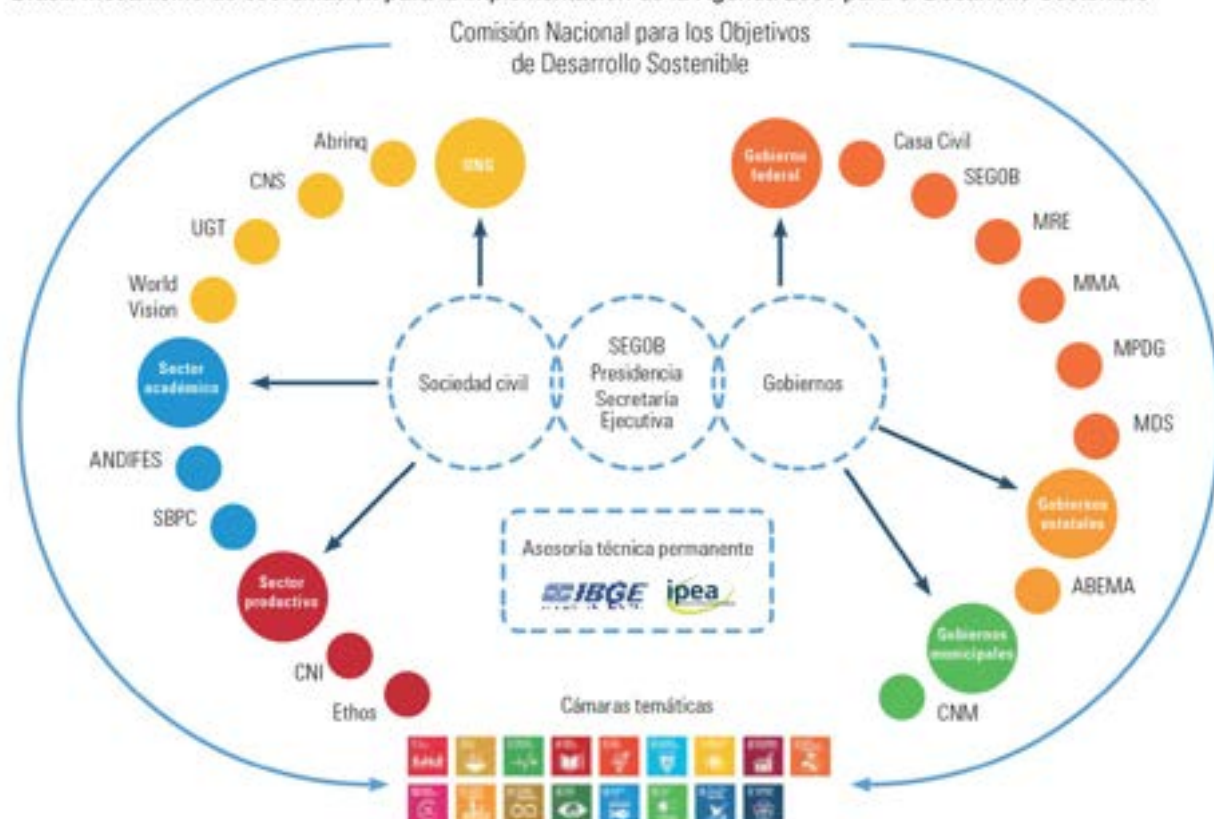 Comisión Nacional para los Objetivos
de Desarrollo Sostenible
Abrinq
ONG
CNS
UGT
World
Vision
Sector
académico
ANDIFES
SBPC
Sector
productivo
CNI
Ethos
Sociedad civil
SEGOB
Presidencia
Secretaría
Ejecutiva
Gobiernos
Gobierno
federal
Casa Civil
SEGOB
MRE
MMA
MPDG
MDS
Gobiernos
estatales
ABEMA
Gobiernos
municipales
CNM
Asesoría técnica permanente
IBGE
ipea
Cámaras temáticas